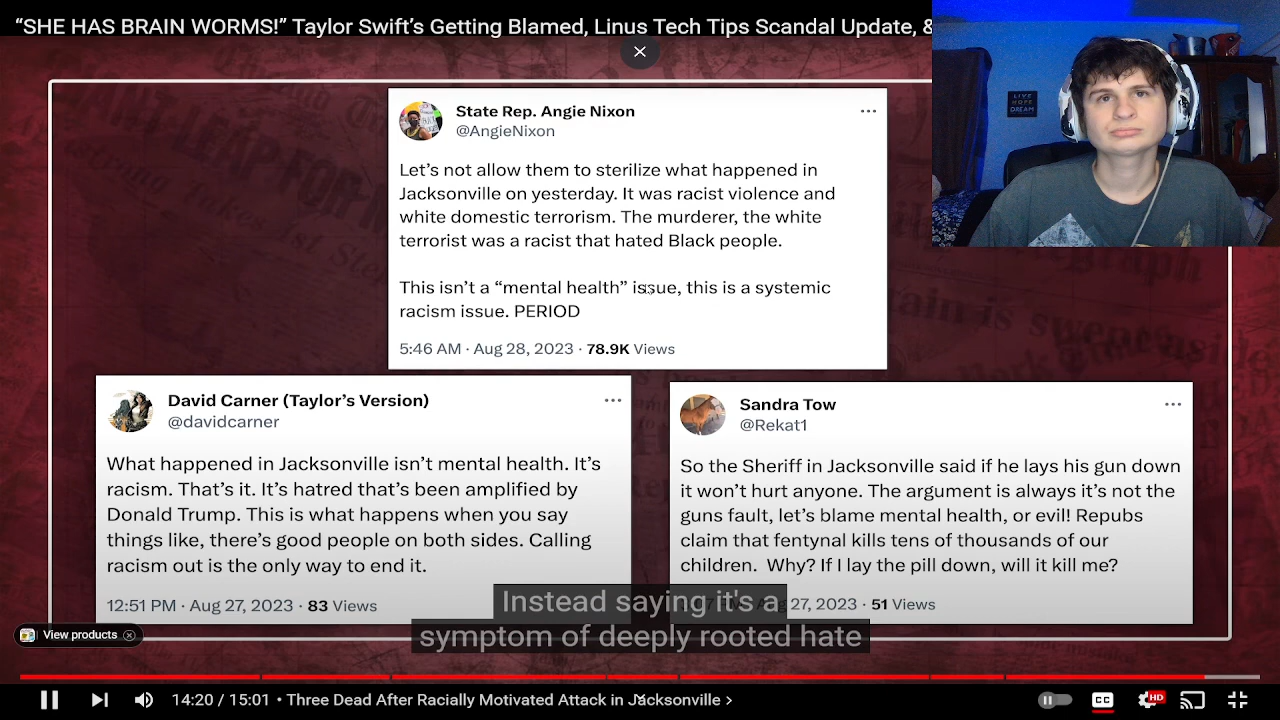 “SHE HAS BRAIN WORMS!” Taylor Swift’s Getting Blamed, Linus Tech Tips Scandal Update, &
LIVE
HOPE
DREAM
State Rep. Angie Nixon
@AngieNixon
Let’s not allow them to sterilize what happened in
Jacksonville on yesterday. It was racist violence and
white domestic terrorism. The murderer, the white
terrorist was a racist that hated Black people.
This isn’t a “mental health” issue, this is a systemic
racism issue. PERIOD
5:46 AM · Aug 28, 2023 · 78.9K Views
David Carner (Taylor’s Version)
@davidcarner
What happened in Jacksonville isn’t mental health. It’s
racism. That’s it. It’s hatred that’s been amplified by
Donald Trump. This is what happens when you say
things like, there’s good people on both sides. Calling
racism out is the only way to end it.
12:51 PM · Aug 27, 2023 · 83 Views
Sandra Tow
@Rekat1
So the Sheriff in Jacksonville said if he lays his gun down
it won’t hurt anyone. The argument is always it’s not the
guns fault, let’s blame mental health, or evil! Repubs
claim that fentynal kills tens of thousands of our
children. Why? If I lay the pill down, will it kill me?
27, 2023 · 51 Views
Instead saying it's a
symptom of deeply rooted hate
View products
14:20 / 15:01 • Three Dead After Racially Motivated Attack in Jacksonville
CC
HD